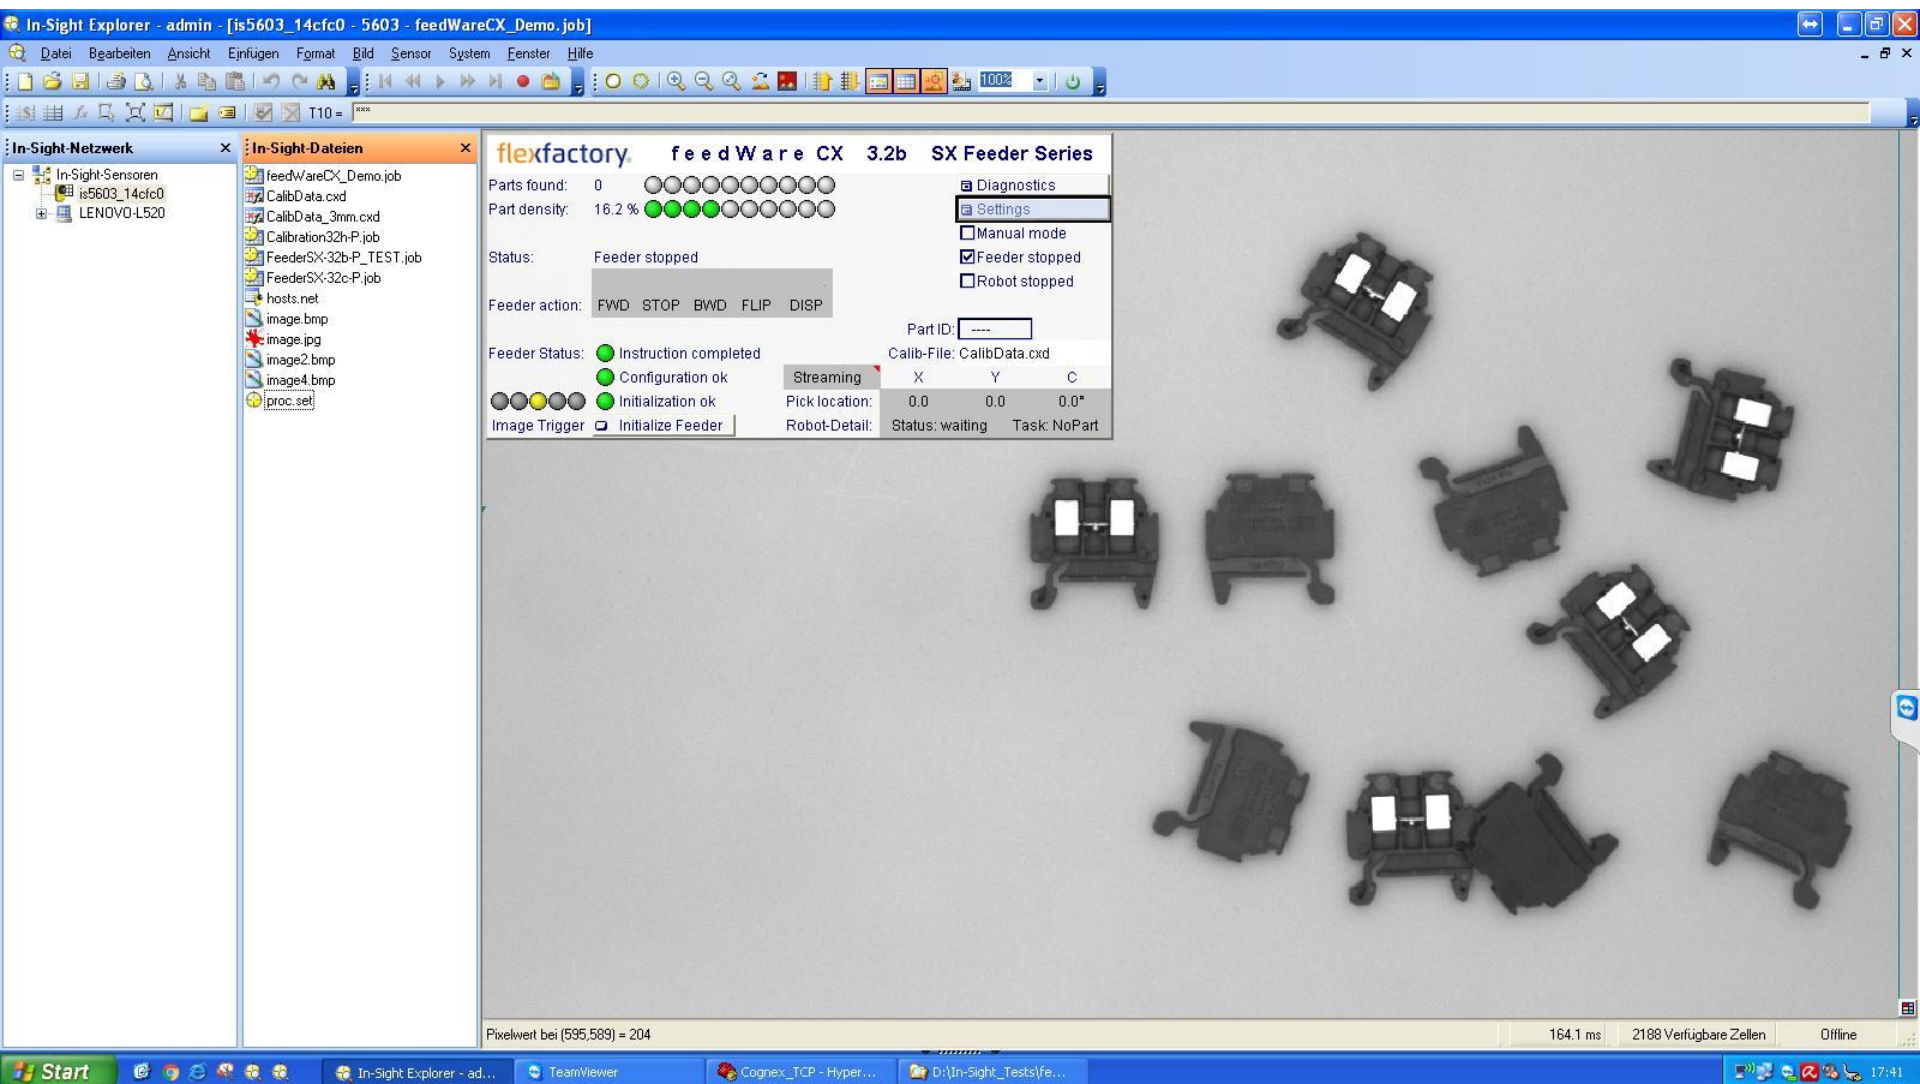 In-Sight Explorer - admin - [is5603_14cfc0 - 5603 - feedWareCX_Demo.job]
Datei Bearbeiten Ansicht Einfügen Format Bild Sensor System Fenster Hilfe
100%
T10 = ***
In-Sight-Netzwerk
In-Sight-Sensoren
is5603_14cfc0
LENOVO-L520
In-Sight-Dateien
feedWareCX_Demo.job
CalibData.cxd
CalibData_3mm.cxd
Calibration32h-P.job
FeederSX-32b-P_TEST.job
FeederSX-32c-P.job
hosts.net
image.bmp
image.jpg
image2.bmp
image4.bmp
proc.set
flexfactory. feedWare CX 3.2b SX Feeder Series
Parts found: 0 Diagnostics
Part density: 16.2 % Settings
Manual mode
Status: Feeder stopped Feeder stopped
Robot stopped
Feeder action: FWD STOP BWD FLIP DISP
Part ID: ----
Feeder Status: Instruction completed Calib-File: CalibData.cxd
Configuration ok Streaming X Y C
Initialization ok Pick location: 0.0 0.0 0.0°
Image Trigger Initialize Feeder Robot-Detail: Status: waiting Task: NoPart
Pixelwert bei (595,589) = 204 164.1 ms 2188 Verfügbare Zellen Offline
Start In-Sight Explorer - ad... TeamViewer Cognex_TCP - Hyper... D:\In-Sight_Tests\fe... 17:41